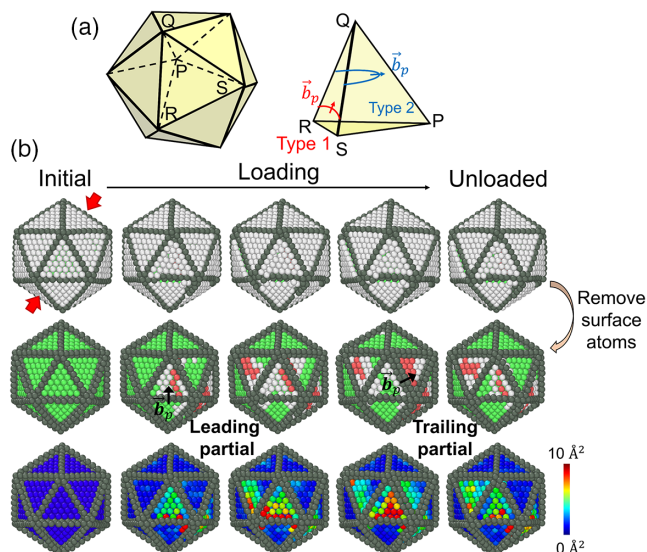 (a)
Q
P
S
R
Q
b⃗ₚ
b⃗ₚ
R
Type 2
P
Type 1
S
(b)
Initial
Loading
Unloaded
Remove
surface
atoms
b⃗ₚ
b⃗ₚ
Leading
partial
Trailing
partial
10 Å²
0 Å²